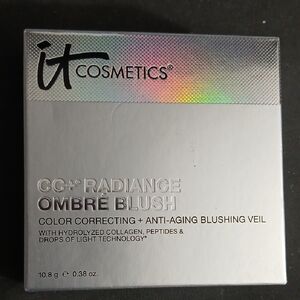 it COSMETICS®
CC+® RADIANCE
OMBRÉ BLUSH
COLOR CORRECTING + ANTI-AGING BLUSHING VEIL
WITH HYDROLYZED COLLAGEN, PEPTIDES &
DROPS OF LIGHT TECHNOLOGY®
10.8 g ℮ 0.38 oz.